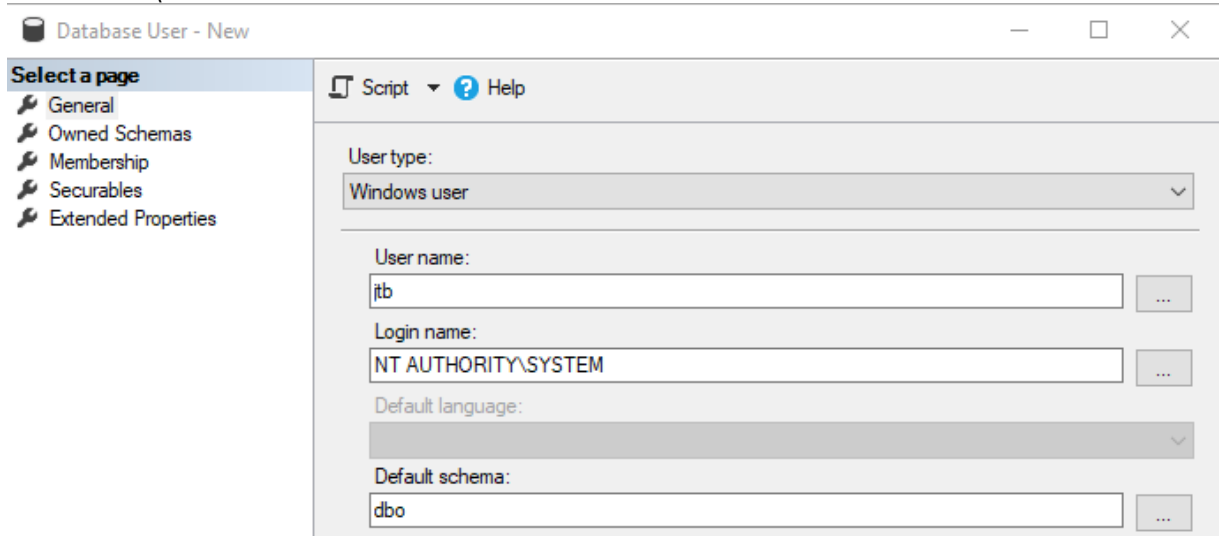 Database User - New
Select a page
General
Owned Schemas
Membership
Securables
Extended Properties
Script
Help
User type:
Windows user
User name:
jtb
...
Login name:
NT AUTHORITY\SYSTEM
...
Default language:
Default schema:
dbo
...